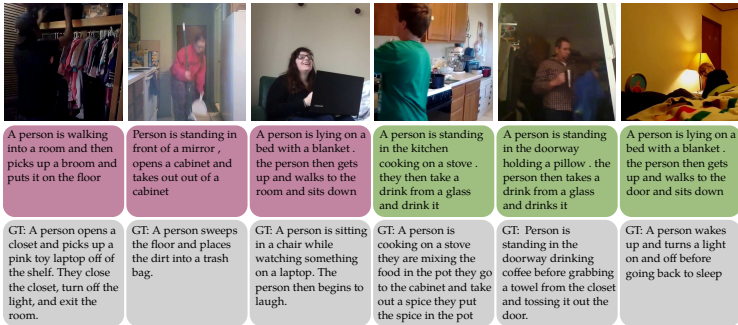 A person is walking
into a room and then
picks up a broom and
puts it on the floor
Person is standing in
front of a mirror ,
opens a cabinet and
takes out out of a
cabinet
A person is lying on a
bed with a blanket .
the person then gets
up and walks to the
room and sits down
A person is standing
in the kitchen
cooking on a stove .
they then take a
drink from a glass
and drink it
A person is standing
in the doorway
holding a pillow . the
person then takes a
drink from a glass
and drinks it
A person is lying on a
bed with a blanket .
the person then gets
up and walks to the
door and sits down
GT: A person opens a
closet and picks up a
pink toy laptop off of
the shelf. They close
the closet, turn off the
light, and exit the
room.
GT: A person sweeps
the floor and places
the dirt into a trash
bag.
GT: A person is sitting
in a chair while
watching something
on a laptop. The
person then begins to
laugh.
GT: A person is
cooking on a stove
they are mixing the
food in the pot they go
to the cabinet and take
out a spice they put
the spice in the pot
GT: Person is
standing in the
doorway drinking
coffee before grabbing
a towel from the closet
and tossing it out the
door.
GT: A person wakes
up and turns a light
on and off before
going back to sleep